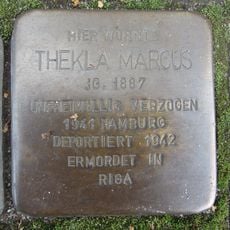 HIER WOHNTE
THEKLA MARCUS
JG. 1887
UNFREIWILLIG VERZOGEN
1941 HAMBURG
DEPORTIERT 1942
ERMORDET IN
RIGA